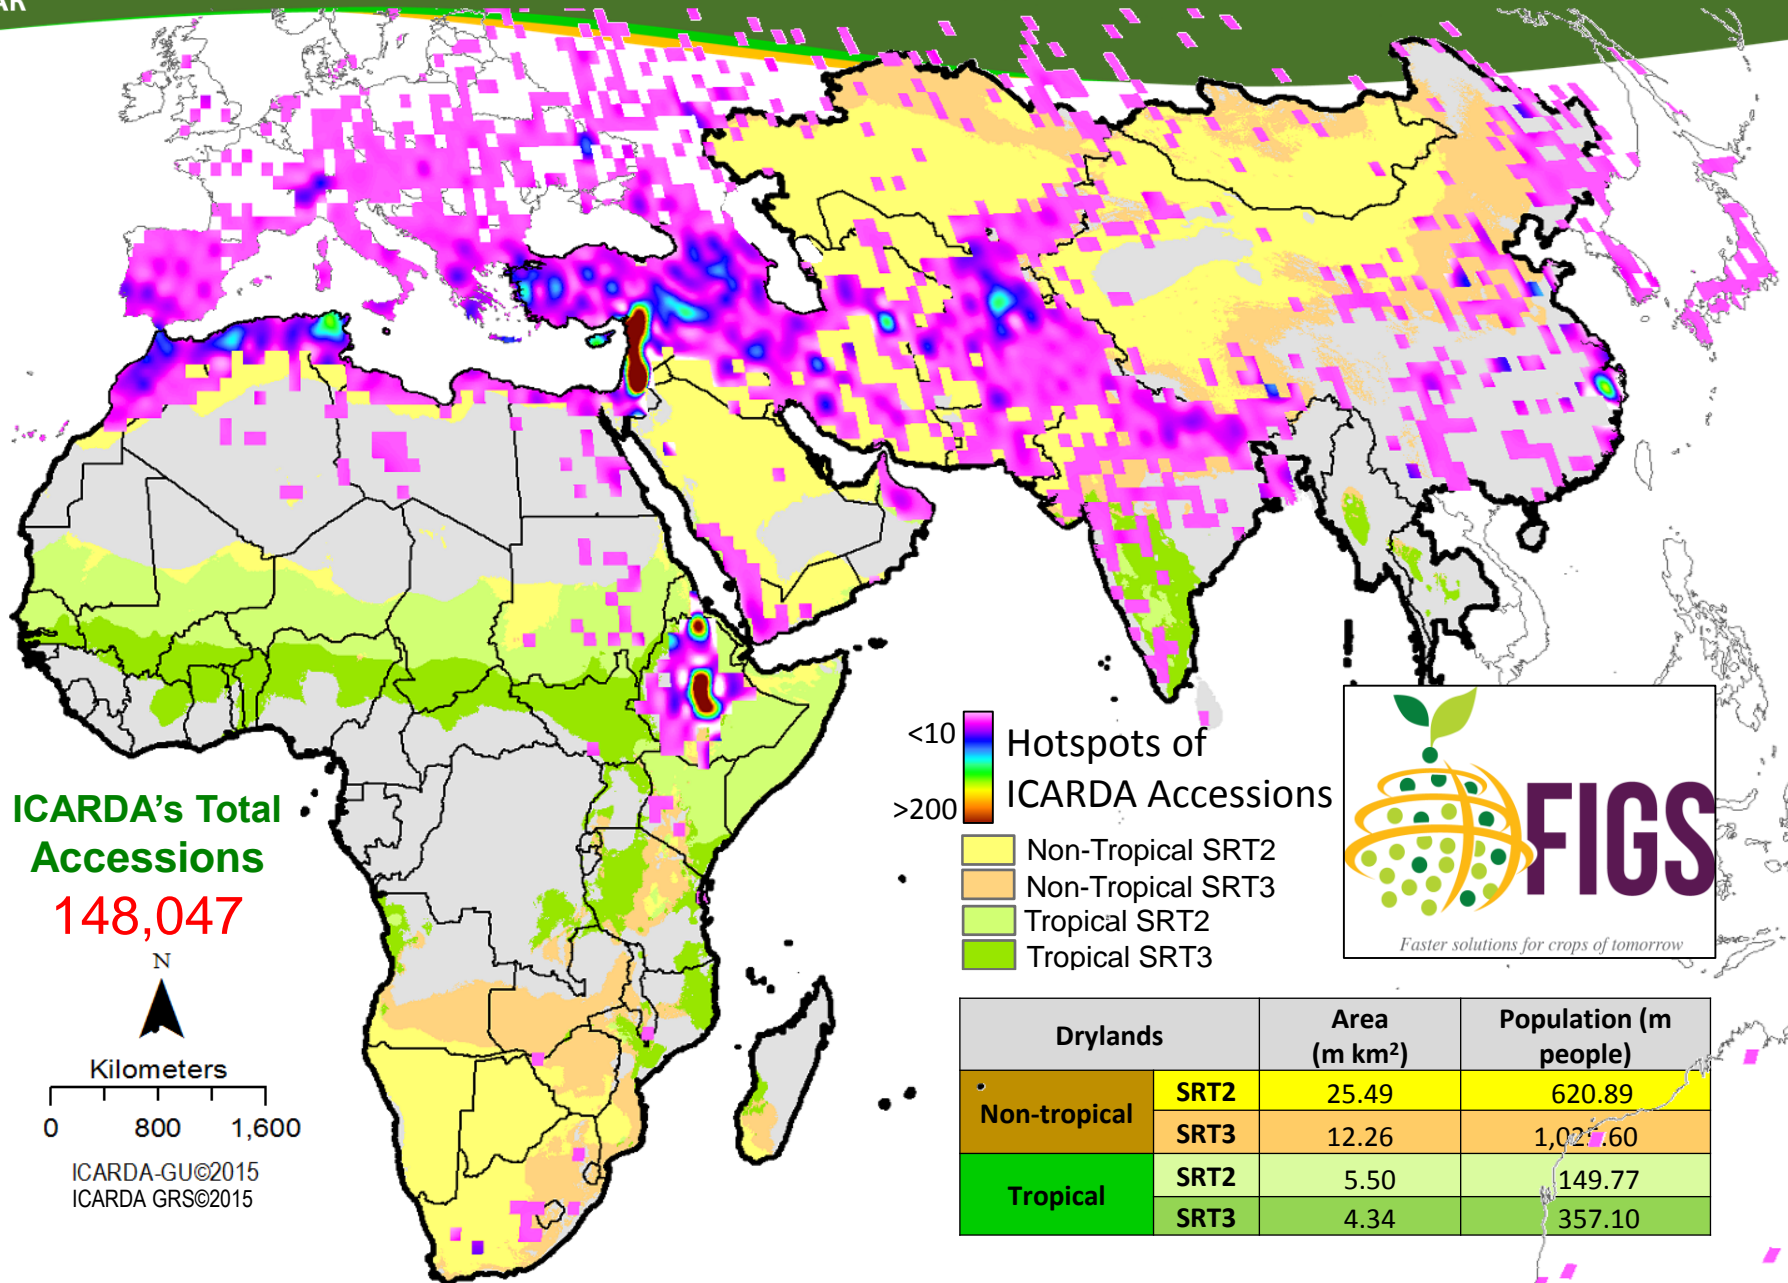 AR
<10
>200
Hotspots of
ICARDA Accessions
Non-Tropical SRT2
Non-Tropical SRT3
Tropical SRT2
Tropical SRT3
FIGS
Faster solutions for crops of tomorrow
ICARDA's Total
Accessions
148,047
N
Kilometers
0 800 1,600
ICARDA-GU©2015
ICARDA GRS©2015
Drylands Area Population (m
(m km²) people)
Non-tropical SRT2 25.49 620.89
SRT3 12.26
Tropical SRT2 5.50 149.77
SRT3 4.34 357.10